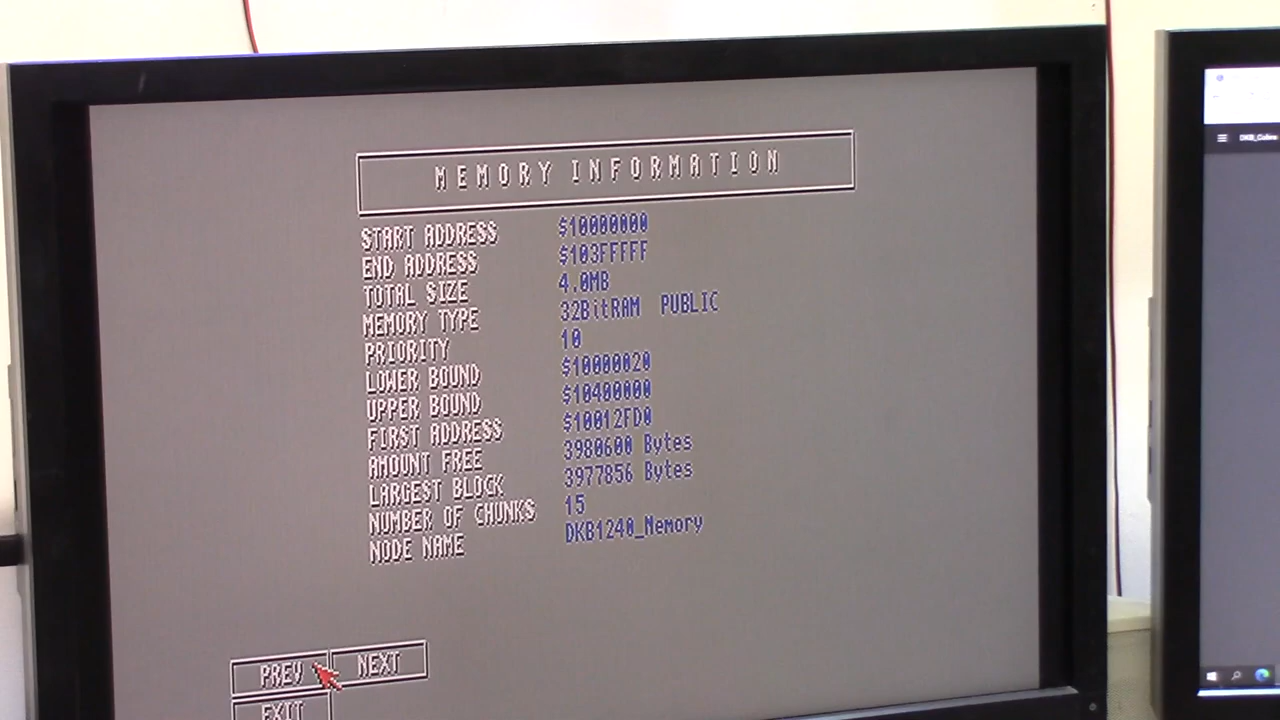 MEMORY INFORMATION
START ADDRESS $10000000
END ADDRESS $103FFFFF
TOTAL SIZE 4.0MB
MEMORY TYPE 32BitRAM PUBLIC
PRIORITY 10
LOWER BOUND $10000020
UPPER BOUND $10400000
FIRST ADDRESS $10012FD0
AMOUNT FREE 3980600 Bytes
LARGEST BLOCK 3977856 Bytes
NUMBER OF CHUNKS 15
NODE NAME DKB1240_Memory
PREV NEXT
EXIT